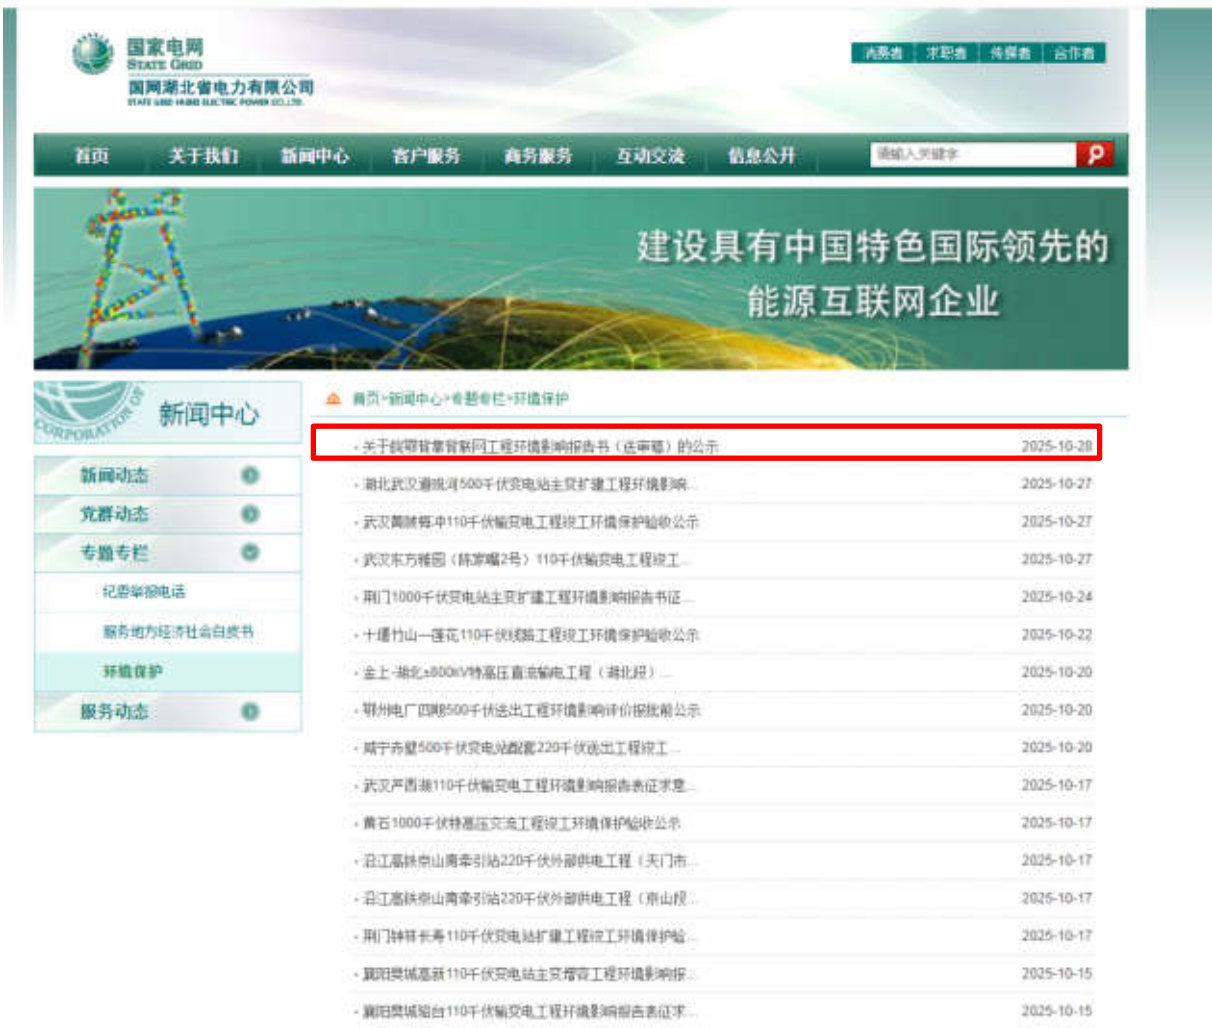 国家电网
STATE GRID
国网湖北省电力有限公司
STATE GRID HUBEI ELECTRIC POWER CO.,LTD.
消费者 求职者 传媒者 合作者
首页 关于我们 新闻中心 客户服务 商务服务 互动交流 信息公开
请输入关键字
建设具有中国特色国际领先的
能源互联网企业
CORPORATION OF
新闻中心
首页>新闻中心>专题专栏>环境保护
新闻动态
党群动态
专题专栏
纪委举报电话
服务地方经济社会白皮书
环境保护
服务动态
· 关于皖鄂背靠背联网工程环境影响报告书（送审稿）的公示 2025-10-28
· 湖北武汉道观河500千伏变电站主变扩建工程环境影响... 2025-10-27
· 武汉黄陂梅冲110千伏输变电工程竣工环境保护验收公示 2025-10-27
· 武汉东方雅园（陈家嘴2号）110千伏输变电工程竣工... 2025-10-27
· 荆门1000千伏变电站主变扩建工程环境影响报告书征... 2025-10-24
· 十堰竹山—莲花110千伏线路工程竣工环境保护验收公示 2025-10-22
· 金上-湖北±800kV特高压直流输电工程（湖北段）... 2025-10-20
· 鄂州电厂四期500千伏送出工程环境影响评价报批前公示 2025-10-20
· 咸宁赤壁500千伏变电站配套220千伏送出工程竣工... 2025-10-20
· 武汉严西湖110千伏输变电工程环境影响报告表征求意... 2025-10-17
· 黄石1000千伏特高压交流工程竣工环境保护验收公示 2025-10-17
· 沿江高铁京山南牵引站220千伏外部供电工程（天门市... 2025-10-17
· 沿江高铁京山南牵引站220千伏外部供电工程（京山段... 2025-10-17
· 荆门钟祥长寿110千伏变电站扩建工程竣工环境保护验... 2025-10-17
· 襄阳樊城高新110千伏变电站主变增容工程环境影响报... 2025-10-15
· 襄阳樊城 台110千伏输变电工程环境影响报告表征求... 2025-10-15